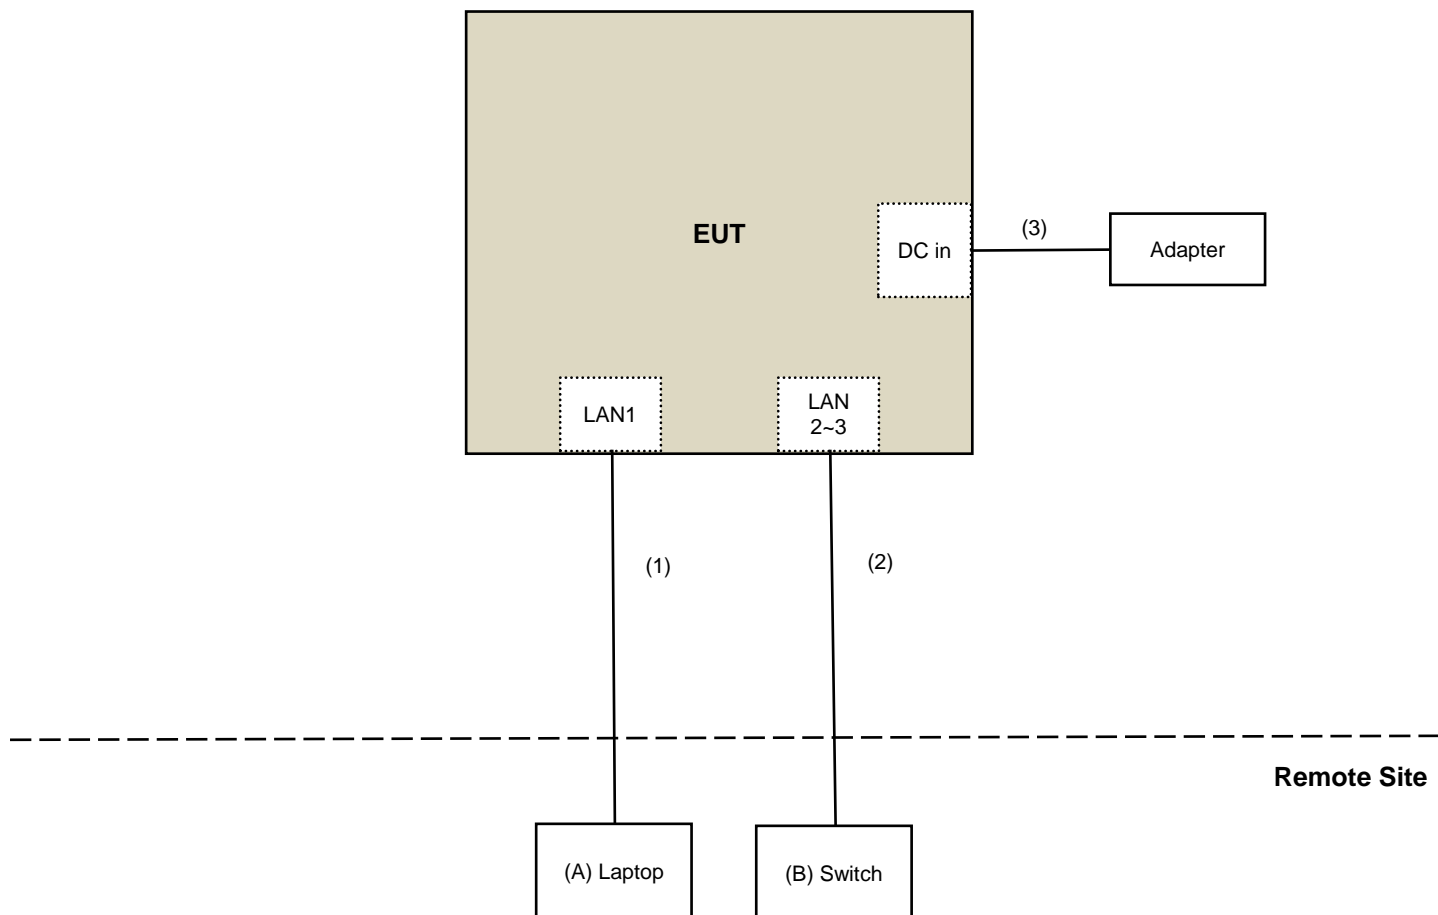 EUT
DC in
(3)
Adapter
LAN1
LAN
2~3
(1)
(2)
Remote Site
(A) Laptop
(B) Switch